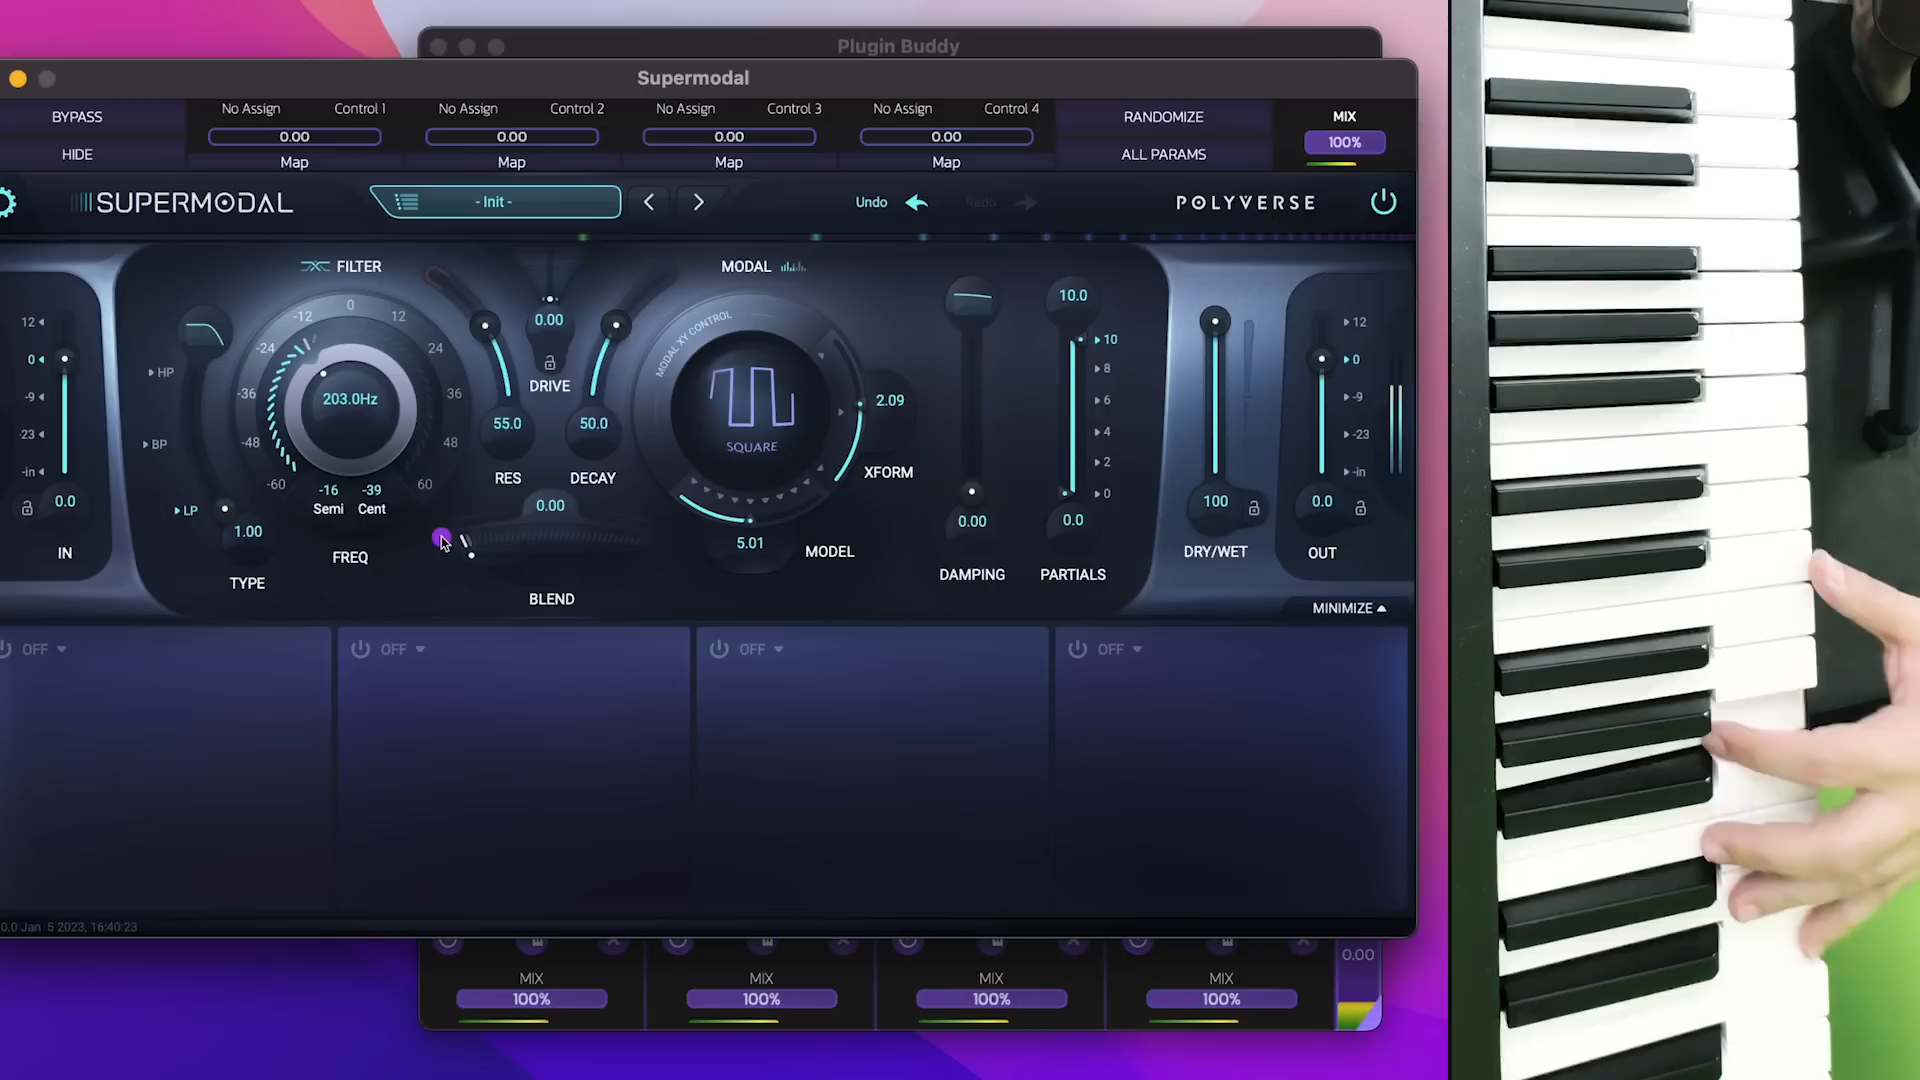 Plugin Buddy
Supermodal
BYPASS
HIDE
No Assign Control 1
0.00
Map
No Assign Control 2
0.00
Map
No Assign Control 3
0.00
Map
No Assign Control 4
0.00
Map
RANDOMIZE
ALL PARAMS
MIX
100%
SUPERMODAL
- Init -
Undo
Redo
POLYVERSE
FILTER
MODAL
MODAL XY CONTROL
12
0
-9
-23
-in
0.0
IN
HP
BP
LP
1.00
TYPE
0
-12
12
-24
24
-36
36
-48
48
-60
60
203.0Hz
-16
Semi
-39
Cent
FREQ
0.00
DRIVE
55.0
RES
50.0
DECAY
0.00
BLEND
SQUARE
2.09
XFORM
5.01
MODEL
0.00
DAMPING
10.0
10
8
6
4
2
0
0.0
PARTIALS
100
DRY/WET
12
0
-9
-23
-in
0.0
OUT
MINIMIZE
OFF
OFF
OFF
OFF
0.0 Jan 5 2023, 16:40:23
MIX
100%
MIX
100%
MIX
100%
MIX
100%
0.00